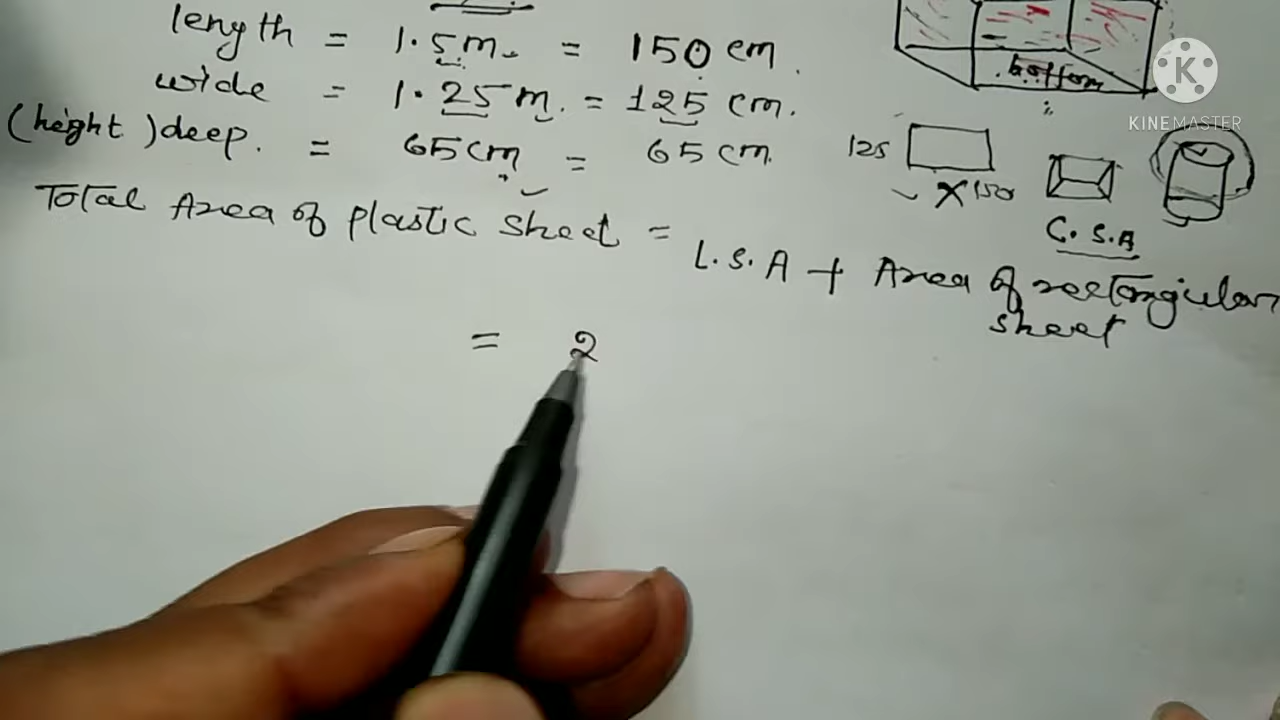 length = 1.5m = 150 cm
wide = 1.25 m. = 125 cm.
(height) deep. = 65 cm = 65 cm.
bottom
KINEMASTER
125
X150
C.S.A
Total Area of plastic sheet = L.S.A + Area of rectangular
sheet
= 2